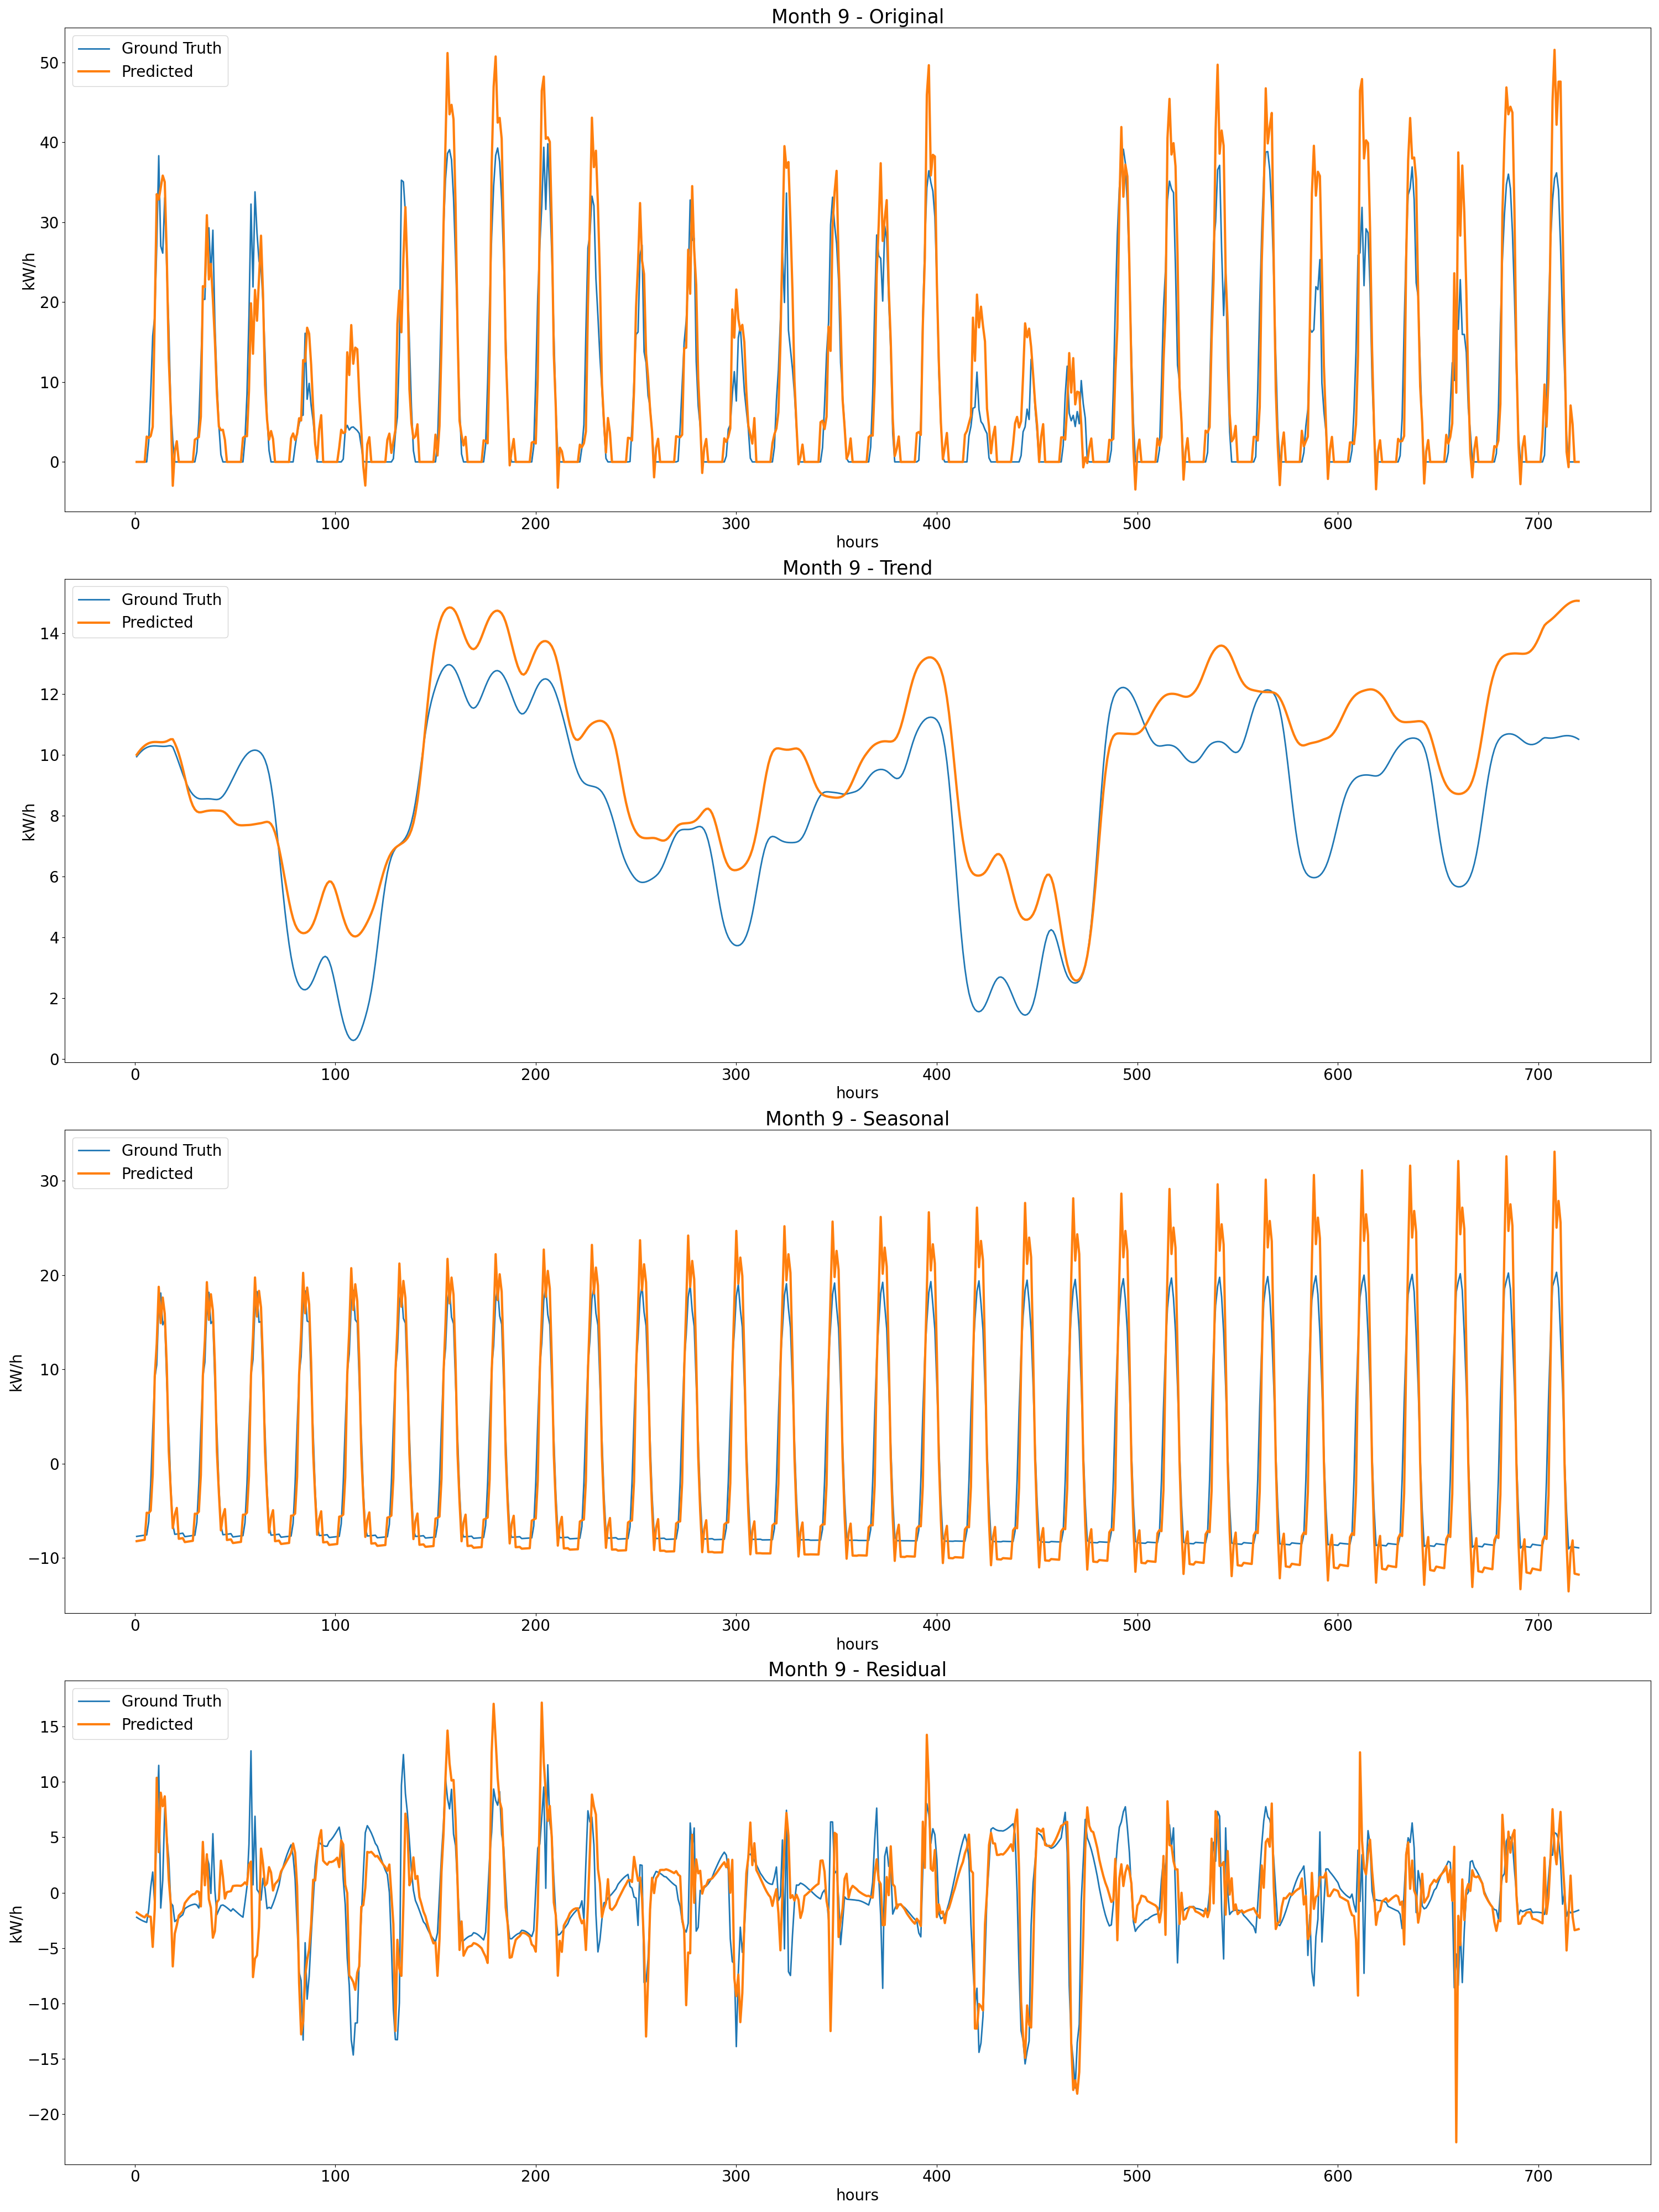 Month 9 - Original
Ground Truth
Predicted
50
40
30
20
10
0
kW/h
0 100 200 300 400 500 600 700
hours
Month 9 - Trend
Ground Truth
Predicted
14
12
10
8
6
4
2
0
kW/h
0 100 200 300 400 500 600 700
hours
Month 9 - Seasonal
Ground Truth
Predicted
30
20
10
0
−10
kW/h
0 100 200 300 400 500 600 700
hours
Month 9 - Residual
Ground Truth
Predicted
15
10
5
0
−5
−10
−15
−20
kW/h
0 100 200 300 400 500 600 700
hours